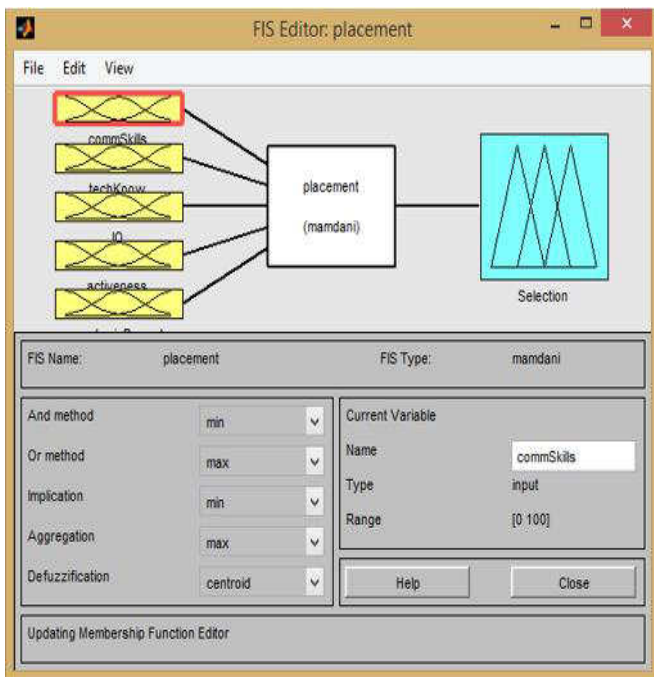 FIS Editor: placement
File Edit View
commSkills
techKnow
IQ
activeness
placement
(mamdani)
Selection
FIS Name: placement FIS Type: mamdani
And method min
Or method max
Implication min
Aggregation max
Defuzzification centroid
Current Variable
Name commSkills
Type input
Range [0 100]
Help Close
Updating Membership Function Editor